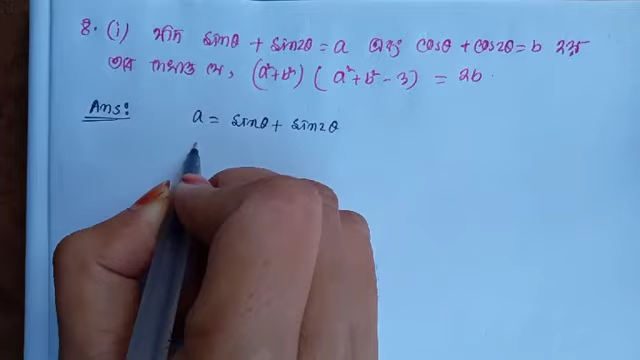 8. (i) যদি sinθ + sin2θ = a এবং cosθ + cos2θ = b হয়
তবে দেখাও যে, (a²+b²) (a²+b²-3) = 2b.
Ans:
a = sinθ + sin2θ